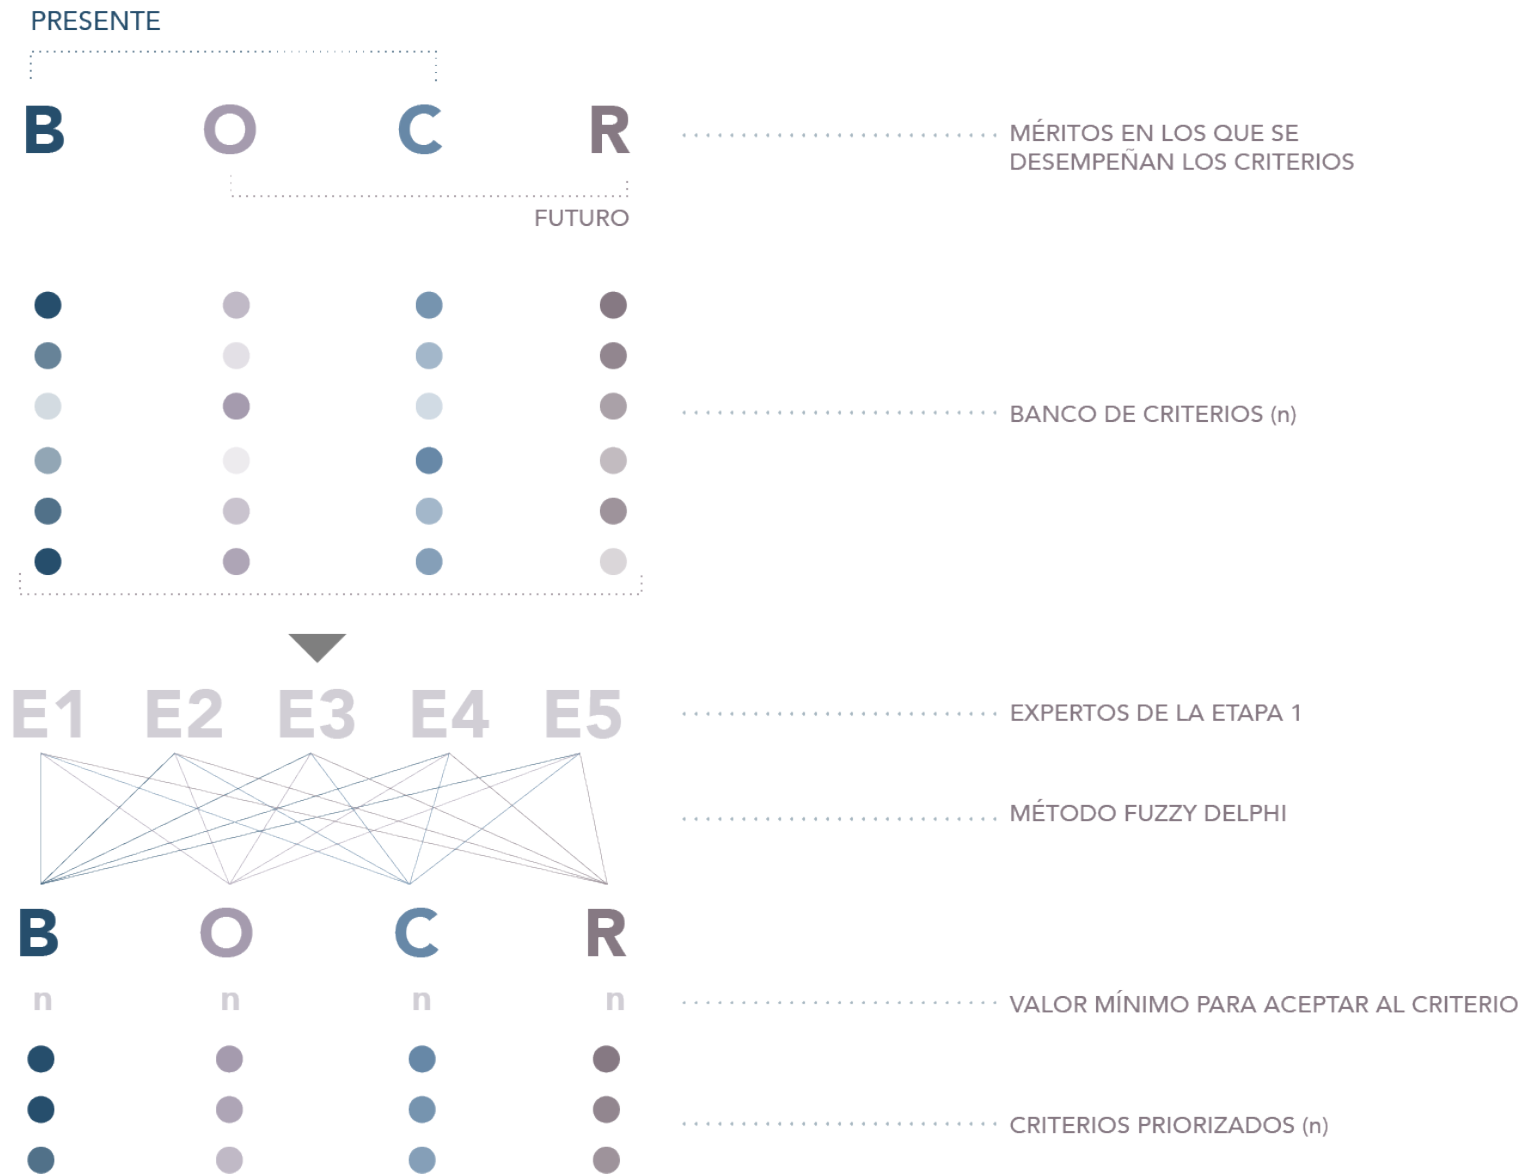 PRESENTE
B O C R
MÉRITOS EN LOS QUE SE
DESEMPEÑAN LOS CRITERIOS
FUTURO
BANCO DE CRITERIOS (n)
E1 E2 E3 E4 E5
EXPERTOS DE LA ETAPA 1
MÉTODO FUZZY DELPHI
B O C R
n n n n
VALOR MÍNIMO PARA ACEPTAR AL CRITERIO
CRITERIOS PRIORIZADOS (n)